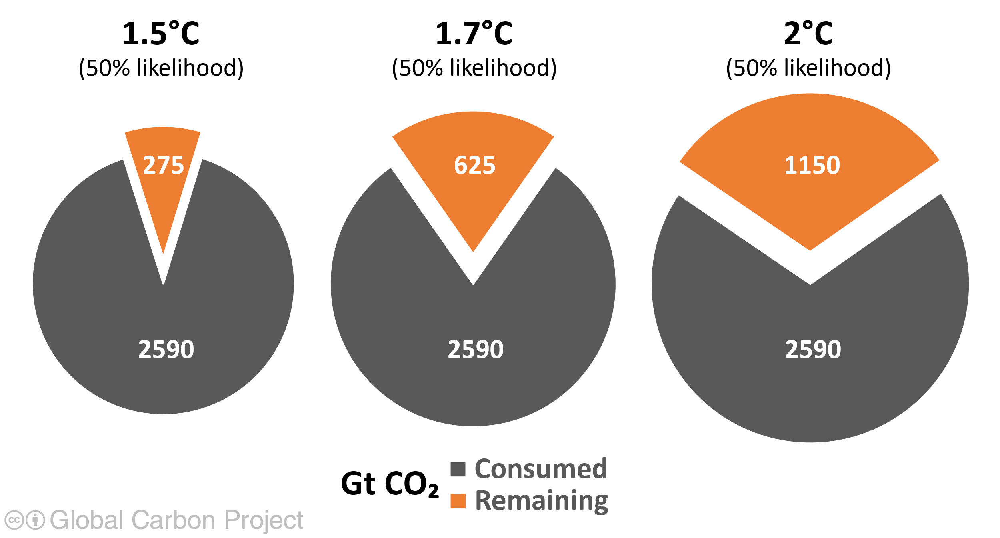 1.5°C
(50% likelihood)
1.7°C
(50% likelihood)
2°C
(50% likelihood)
275
625
1150
2590
2590
2590
Gt CO₂
Consumed
Remaining
cc Global Carbon Project